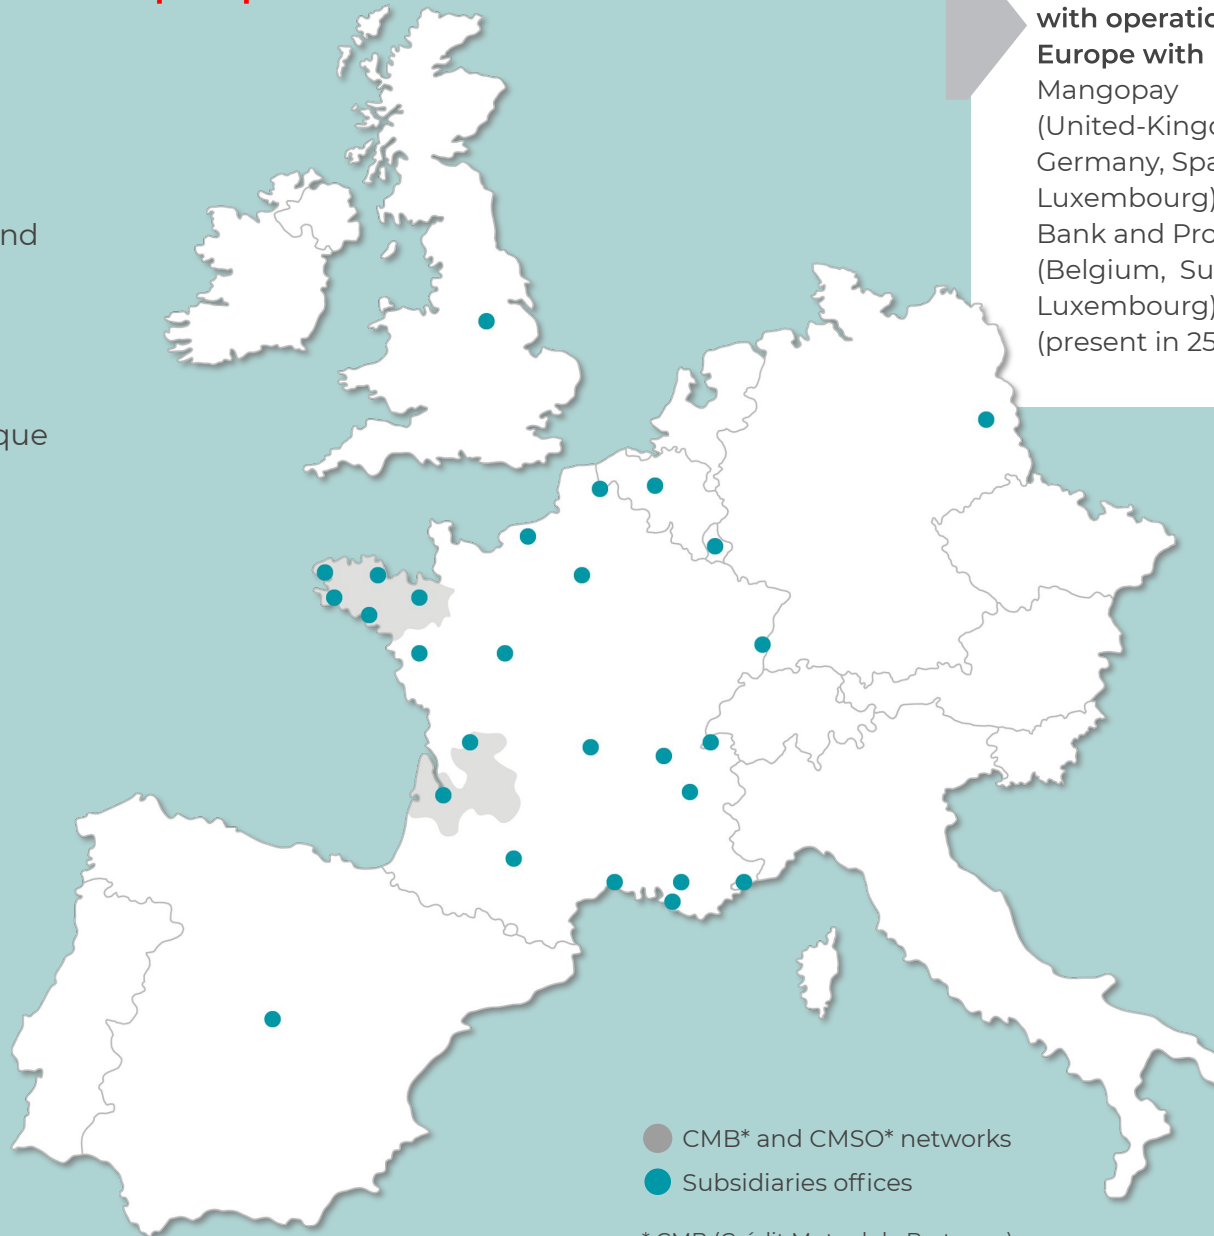 with operatio
Europe with
Mangopay
(United-Kingd
Germany, Spa
Luxembourg)
Bank and Pro
(Belgium, Su
Luxembourg)
(present in 25
nd
que
CMB* and CMSO* networks
Subsidiaries offices